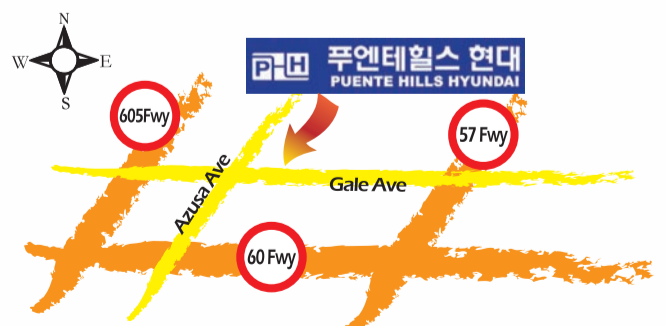 N
W E
S
PH 푸엔테힐스 현대
PUENTE HILLS HYUNDAI
605Fwy
57 Fwy
Azusa Ave
Gale Ave
60 Fwy